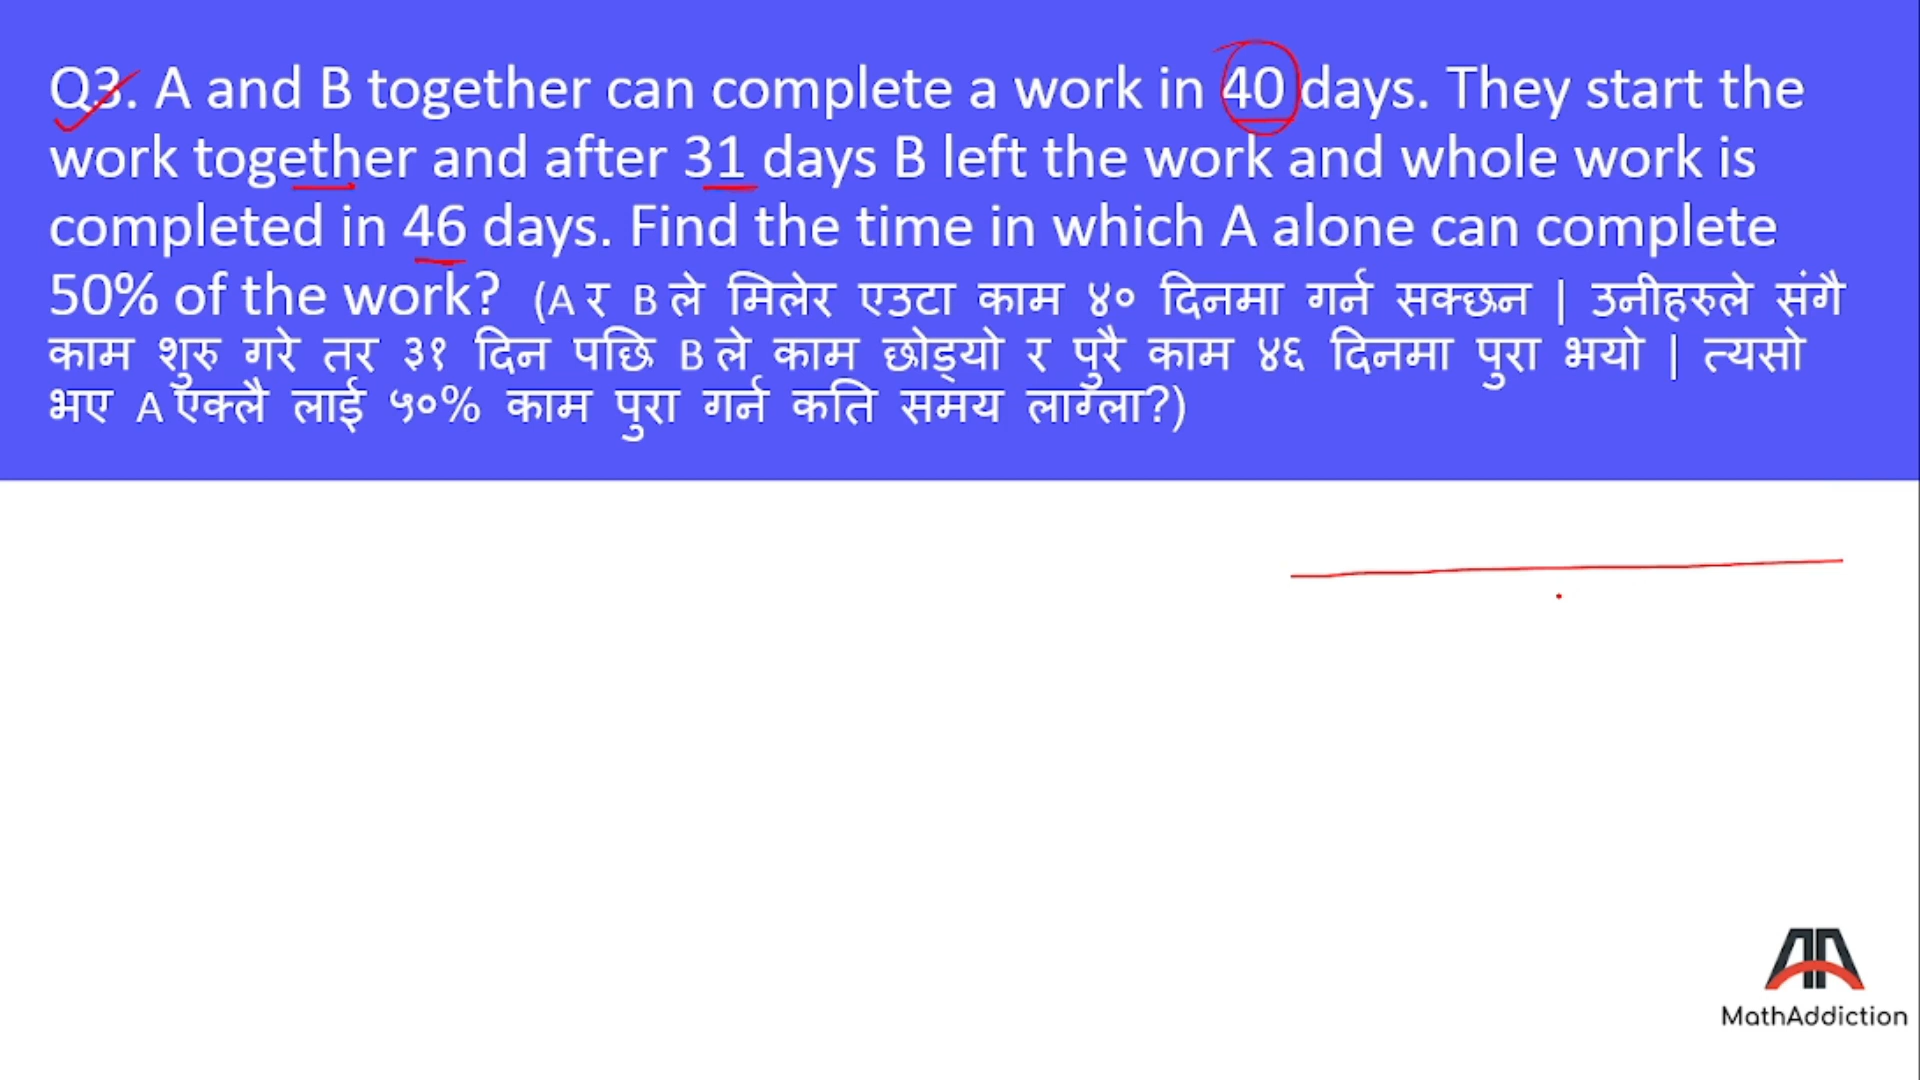 Q3. A and B together can complete a work in 40 days. They start the
work together and after 31 days B left the work and whole work is
completed in 46 days. Find the time in which A alone can complete
50% of the work? (A र B ले मिलेर एउटा काम ४० दिनमा गर्न सक्छन | उनीहरुले संगै
काम शुरु गरे तर ३१ दिन पछि B ले काम छोड्यो र पुरै काम ४६ दिनमा पुरा भयो | त्यसो
भए A एक्लै लाई ५०% काम पुरा गर्न कति समय लाग्ला?)
MathAddiction